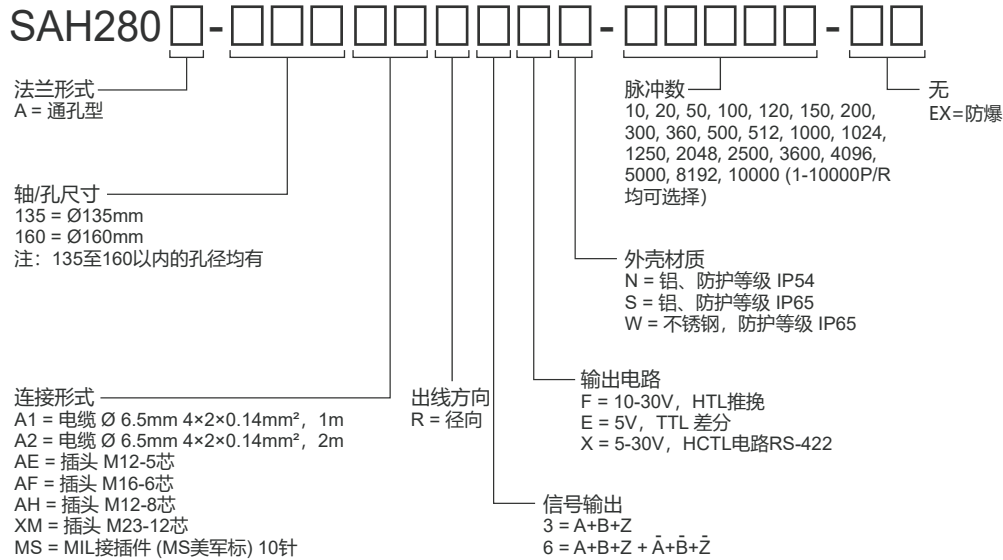 SAH280□-□□□□□□□□□-□□□□□-□□
法兰形式
A = 通孔型
轴/孔尺寸
135 = Ø135mm
160 = Ø160mm
注：135至160以内的孔径均有
连接形式
A1 = 电缆 Ø 6.5mm 4×2×0.14mm²，1m
A2 = 电缆 Ø 6.5mm 4×2×0.14mm²，2m
AE = 插头 M12-5芯
AF = 插头 M16-6芯
AH = 插头 M12-8芯
XM = 插头 M23-12芯
MS = MIL接插件 (MS美军标) 10针
出线方向
R = 径向
信号输出
3 = A+B+Z
6 = A+B+Z + Ā+B̄+Z̄
输出电路
F = 10-30V，HTL推挽
E = 5V，TTL 差分
X = 5-30V，HCTL电路RS-422
外壳材质
N = 铝、防护等级 IP54
S = 铝、防护等级 IP65
W = 不锈钢，防护等级 IP65
脉冲数
10, 20, 50, 100, 120, 150, 200,
300, 360, 500, 512, 1000, 1024,
1250, 2048, 2500, 3600, 4096,
5000, 8192, 10000 (1-10000P/R
均可选择)
无
EX=防爆